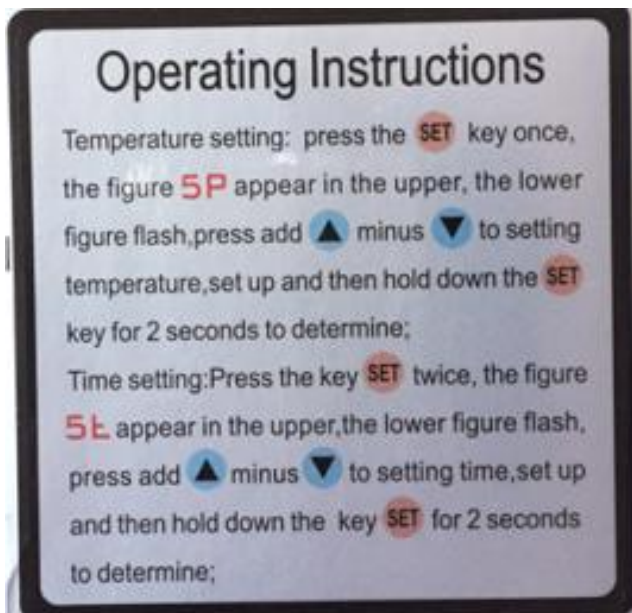 Operating Instructions
Temperature setting: press the SET key once,
the figure SP appear in the upper, the lower
figure flash,press add ▲ minus ▼ to setting
temperature,set up and then hold down the SET
key for 2 seconds to determine;
Time setting:Press the key SET twice, the figure
St appear in the upper,the lower figure flash,
press add ▲ minus ▼ to setting time,set up
and then hold down the key SET for 2 seconds
to determine;